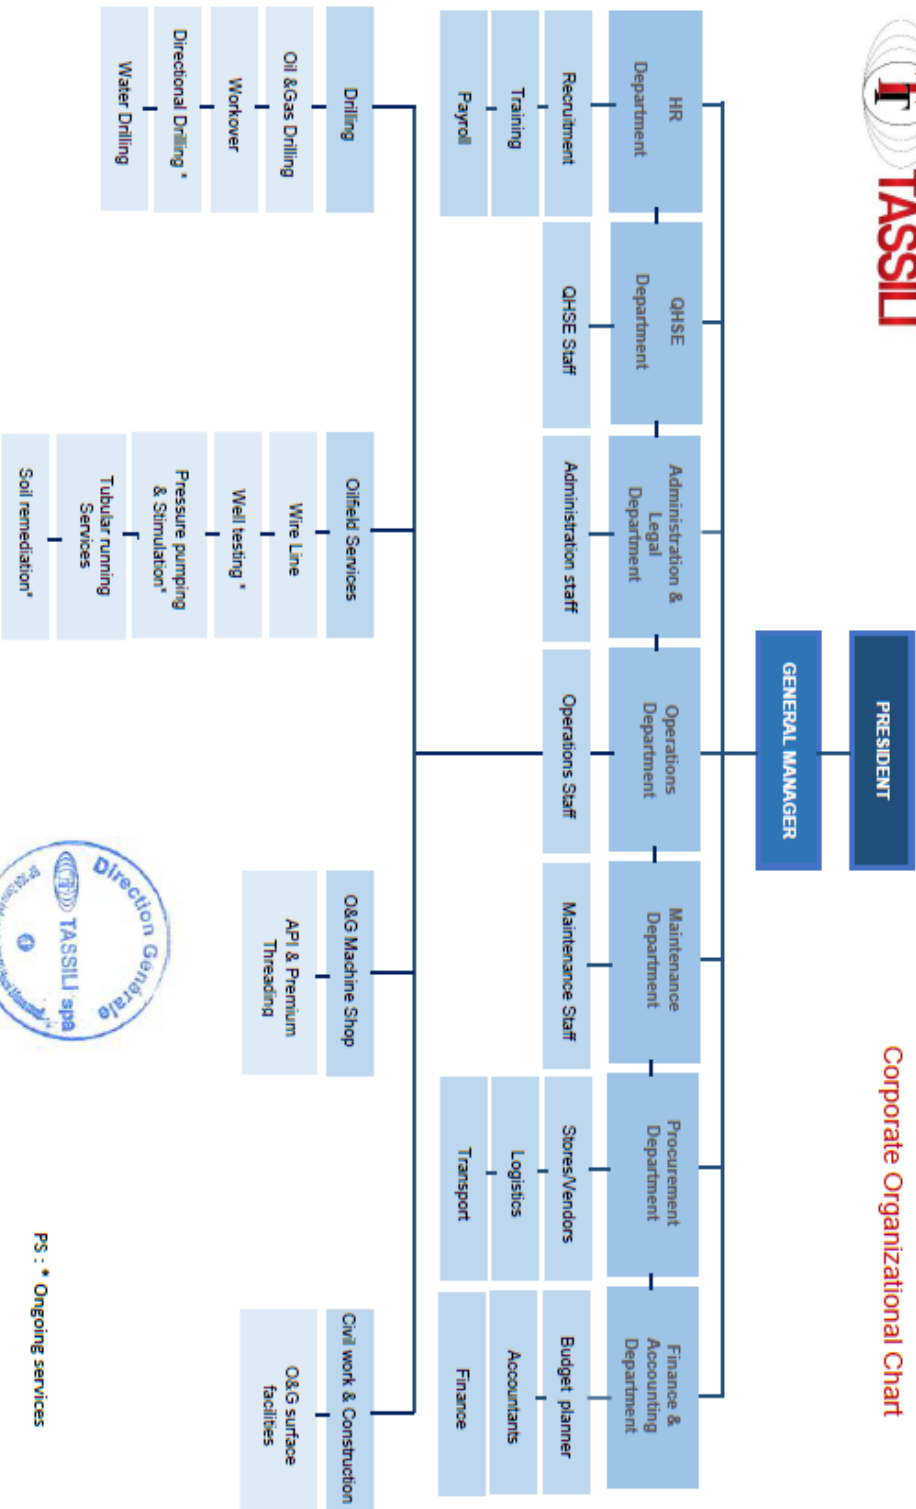 TT
TASSILI
Corporate Organizational Chart
PRESIDENT
GENERAL MANAGER
HR
Department
QHSE
Department
Administration &
Legal
Department
Operations
Department
Maintenance
Department
Procurement
Department
Finance &
Accounting
Department
Recruitment
Training
Payroll
QHSE Staff
Administration staff
Operations Staff
Maintenance Staff
Stores/Vendors
Logistics
Transport
Budget planner
Accountants
Finance
Drilling
Oil &Gas Drilling
Workover
Directional Drilling *
Water Drilling
Oilfield Services
Wire Line
Well testing *
Pressure pumping
& Stimulation*
Tubular running
Services
Soil remediation*
O&G Machine Shop
API & Premium
Threading
Civil work & Construction
O&G surface
facilities
Direction Générale
TASSILI spa
PS : * Ongoing services